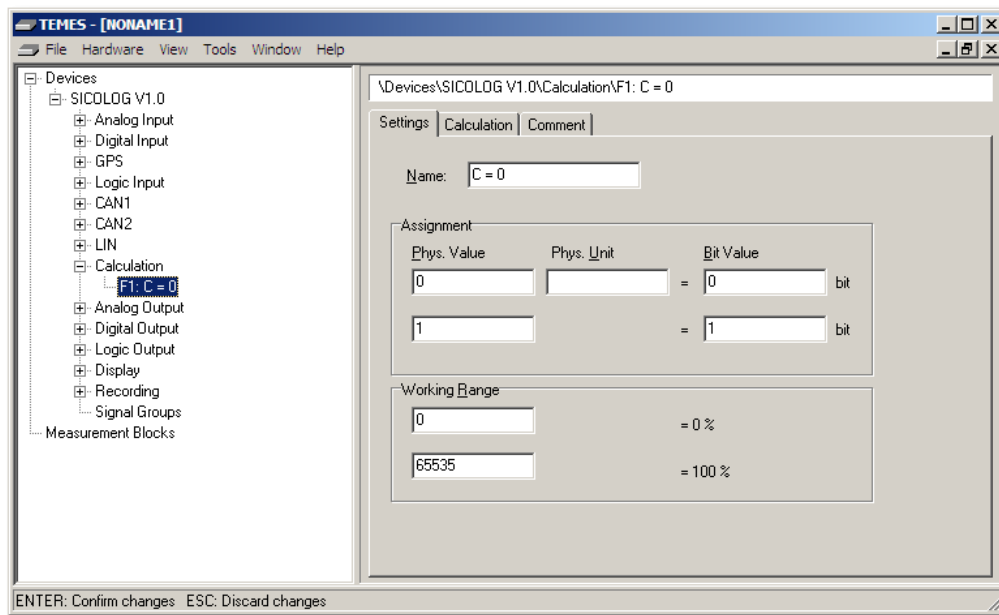 TEMES - [NONAME1]
File Hardware View Tools Window Help
Devices
SICOLOG V1.0
Analog Input
Digital Input
GPS
Logic Input
CAN1
CAN2
LIN
Calculation
F1: C = 0
Analog Output
Digital Output
Logic Output
Display
Recording
Signal Groups
Measurement Blocks
\Devices\SICOLOG V1.0\Calculation\F1: C = 0
Settings Calculation Comment
Name: C = 0
Assignment
Phys. Value Phys. Unit Bit Value
0 = 0 bit
1 = 1 bit
Working Range
0 = 0 %
65535 = 100 %
ENTER: Confirm changes ESC: Discard changes